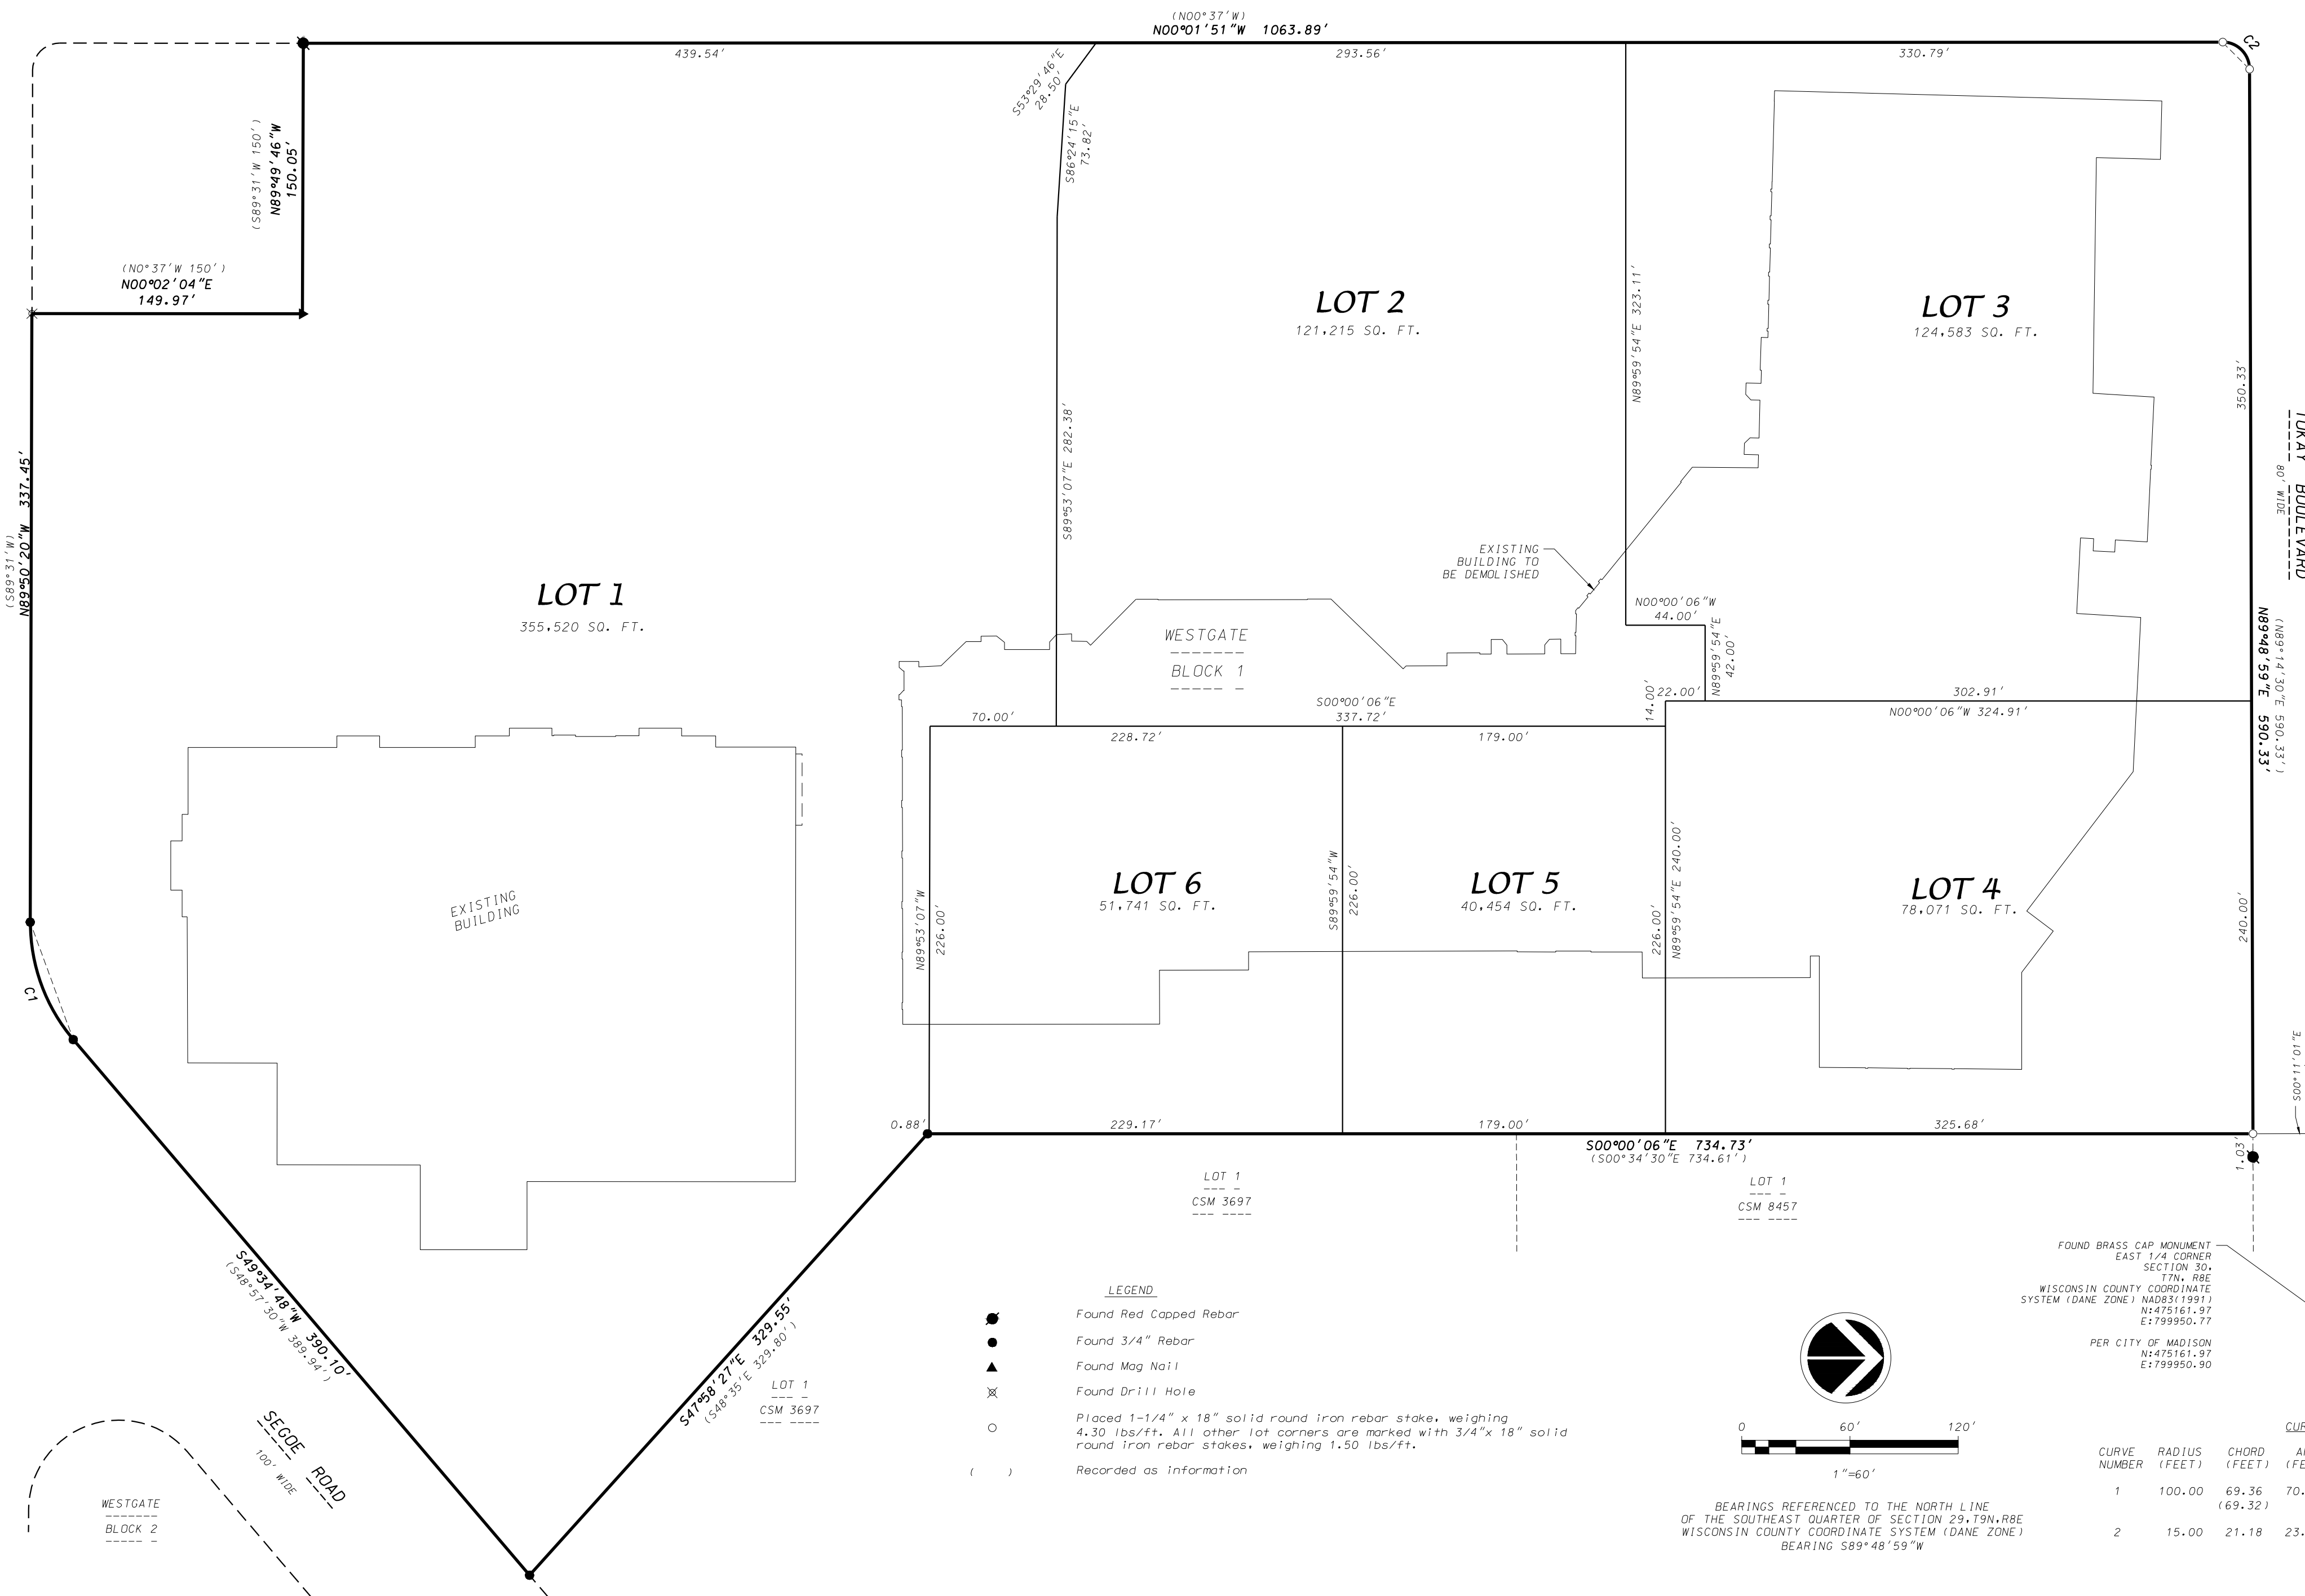 (N00°37'W)
N00°01'51"W 1063.89'
439.54'
293.56'
330.79'
C2
S53°29'46"E
28.50'
S86°24'15"E
73.82'
(S89°31'W 150')
N89°49'46"W
150.05'
(N0°37'W 150')
N00°02'04"E
149.97'
LOT 2
121,215 SQ. FT.
LOT 3
124,583 SQ. FT.
N89°59'54"E 323.11'
350.33'
TOKAY BOULEVARD
80' WIDE
S89°53'07"E 282.38'
(S89°31'W)
N89°50'20"W 337.45'
LOT 1
355,520 SQ. FT.
EXISTING
BUILDING TO
BE DEMOLISHED
WESTGATE
BLOCK 1
N00°00'06"W
44.00'
N89°59'54"E
42.00'
N89°48'59"E 590.33'
(N89°14'30"E 590.33')
70.00'
S00°00'06"E
337.72'
14.00'
22.00'
302.91'
N00°00'06"W 324.91'
228.72'
179.00'
EXISTING
BUILDING
N89°53'07"W
226.00'
LOT 6
51,741 SQ. FT.
S89°59'54"W
226.00'
LOT 5
40,454 SQ. FT.
226.00'
N89°59'54"E 240.00'
LOT 4
78,071 SQ. FT.
240.00'
C1
S00°11'01"E
0.88'
229.17'
179.00'
325.68'
S00°00'06"E 734.73'
(S00°34'30"E 734.61')
1.03'
LOT 1
CSM 3697
LOT 1
CSM 8457
S49°34'48"W 390.10'
(S48°57'30"W 389.94')
S47°58'27"E 329.55'
(S48°35'E 329.80')
LOT 1
CSM 3697
SEGOE ROAD
100' WIDE
WESTGATE
BLOCK 2
LEGEND
Found Red Capped Rebar
Found 3/4" Rebar
Found Mag Nail
Found Drill Hole
Placed 1-1/4" x 18" solid round iron rebar stake, weighing
4.30 lbs/ft. All other lot corners are marked with 3/4"x 18" solid
round iron rebar stakes, weighing 1.50 lbs/ft.
( ) Recorded as information
FOUND BRASS CAP MONUMENT
EAST 1/4 CORNER
SECTION 30,
T7N, R8E
WISCONSIN COUNTY COORDINATE
SYSTEM (DANE ZONE) NAD83(1991)
N:475161.97
E:799950.77
PER CITY OF MADISON
N:475161.97
E:799950.90
0 60' 120'
1"=60'
BEARINGS REFERENCED TO THE NORTH LINE
OF THE SOUTHEAST QUARTER OF SECTION 29,T9N,R8E
WISCONSIN COUNTY COORDINATE SYSTEM (DANE ZONE)
BEARING S89°48'59"W
CURVE RADIUS CHORD
NUMBER (FEET) (FEET)
1 100.00 69.36 70.
(69.32)
2 15.00 21.18 23.